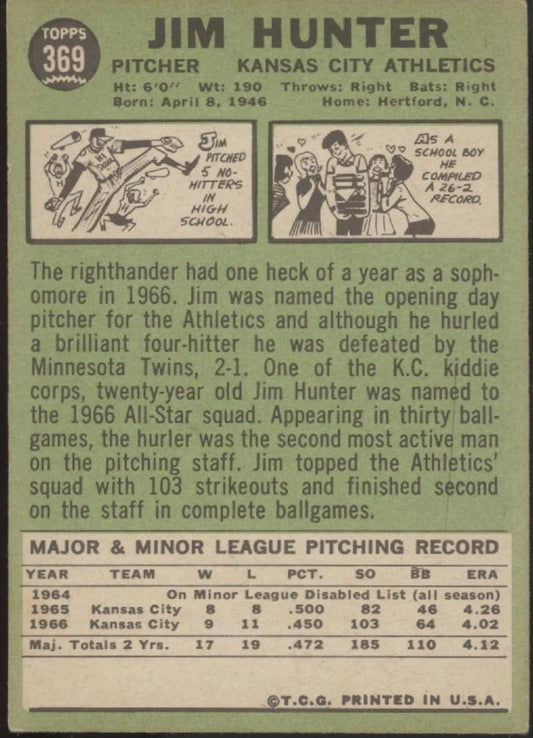 TOPPS
369
JIM HUNTER
PITCHER KANSAS CITY ATHLETICS
Ht: 6'0" Wt: 190 Throws: Right Bats: Right
Born: April 8, 1946 Home: Hertford, N. C.
JIM
PITCHED
5 NO-
HITTERS
IN
HIGH
SCHOOL.
AS A
SCHOOL BOY
HE
COMPILED
A 26-2
RECORD.
The righthander had one heck of a year as a soph-
omore in 1966. Jim was named the opening day
pitcher for the Athletics and although he hurled
a brilliant four-hitter he was defeated by the
Minnesota Twins, 2-1. One of the K.C. kiddie
corps, twenty-year old Jim Hunter was named to
the 1966 All-Star squad. Appearing in thirty ball-
games, the hurler was the second most active man
on the pitching staff. Jim topped the Athletics'
squad with 103 strikeouts and finished second
on the staff in complete ballgames.
MAJOR & MINOR LEAGUE PITCHING RECORD
YEAR TEAM W L PCT. SO BB ERA
1964 On Minor League Disabled List (all season)
1965 Kansas City 8 8 .500 82 46 4.26
1966 Kansas City 9 11 .450 103 64 4.02
Maj. Totals 2 Yrs. 17 19 .472 185 110 4.12
©T.C.G. PRINTED IN U.S.A.